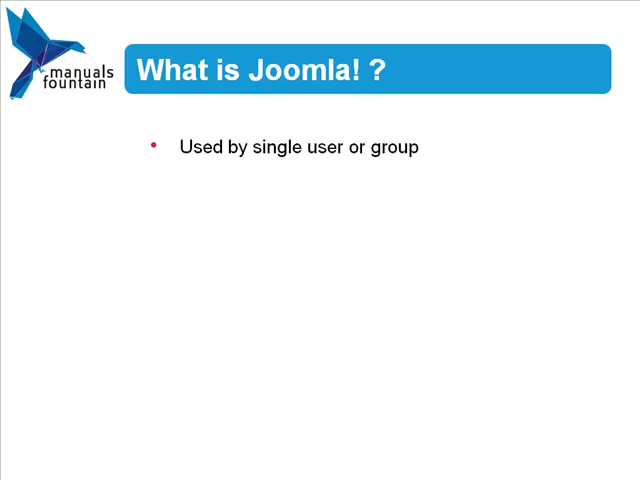 manuals
fountain
What is Joomla! ?
• Used by single user or group